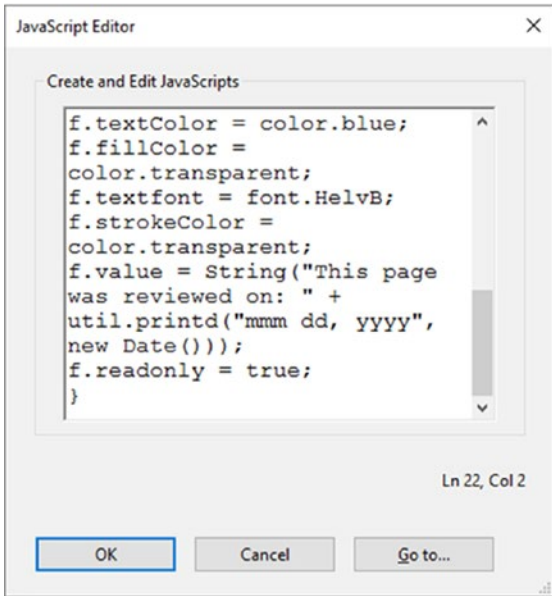 JavaScript Editor
Create and Edit JavaScripts
f.textColor = color.blue;
f.fillColor =
color.transparent;
f.textfont = font.HelvB;
f.strokeColor =
color.transparent;
f.value = String("This page
was reviewed on: " +
util.printd("mmm dd, yyyy",
new Date()));
f.readonly = true;
}
Ln 22, Col 2
OK
Cancel
Go to...